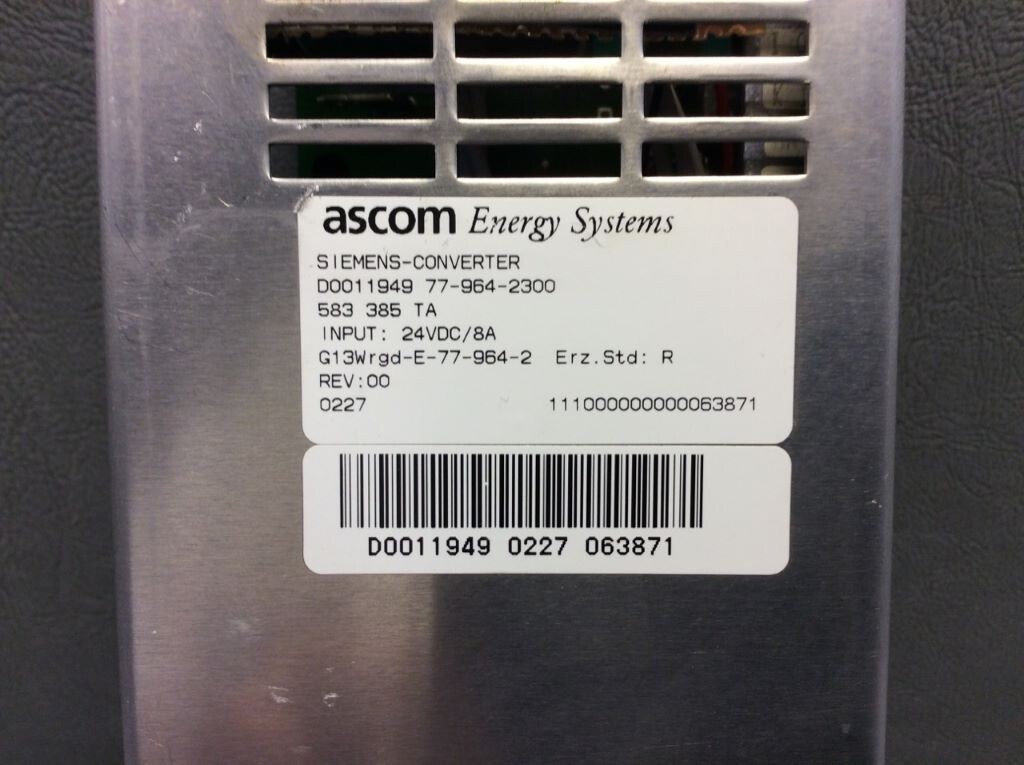 ascom Energy Systems
SIEMENS-CONVERTER
D0011949 77-964-2300
583 385 TA
INPUT: 24VDC/8A
G13Wrgd-E-77-964-2 Erz.Std: R
REV:00
0227 111000000000063871
D0011949 0227 063871